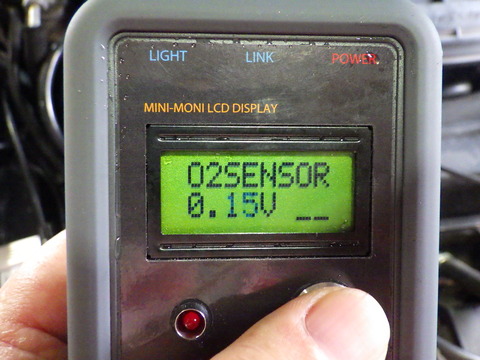 LIGHT LINK POWER
MINI-MONI LCD DISPLAY
O2SENSOR
0.15V __